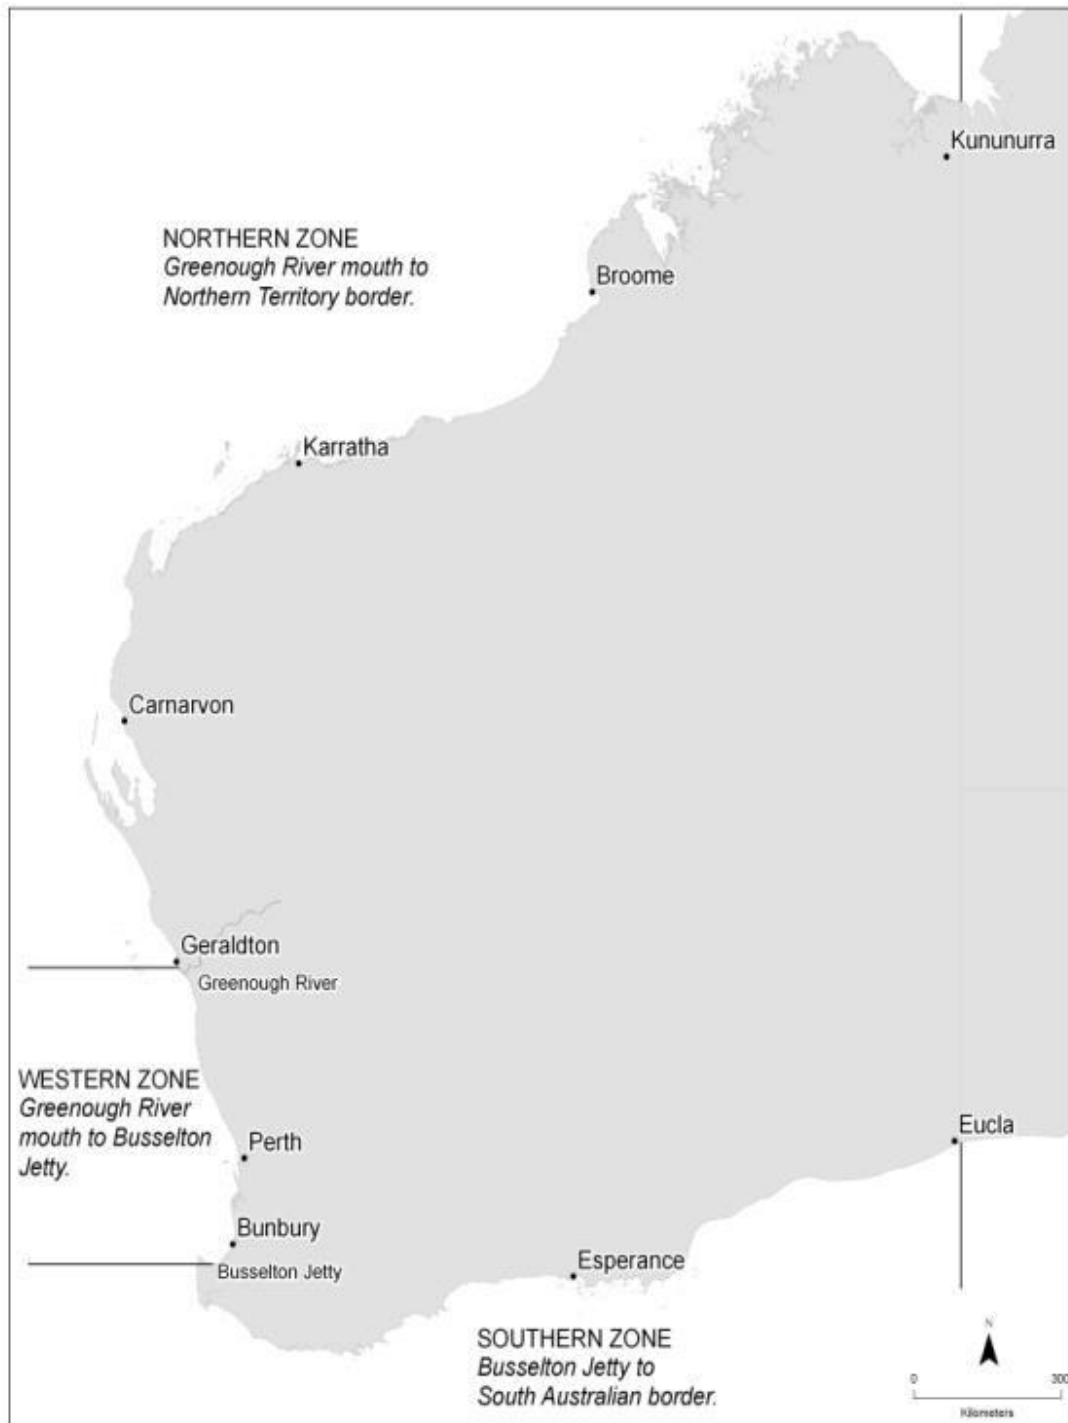 Kununurra
NORTHERN ZONE
Greenough River mouth to
Northern Territory border.
Broome
Karratha
Carnarvon
Geraldton
Greenough River
WESTERN ZONE
Greenough River
mouth to Busselton
Jetty.
Perth
Eucla
Bunbury
Busselton Jetty
Esperance
SOUTHERN ZONE
Busselton Jetty to
South Australian border.
N
0 300
Kilometers